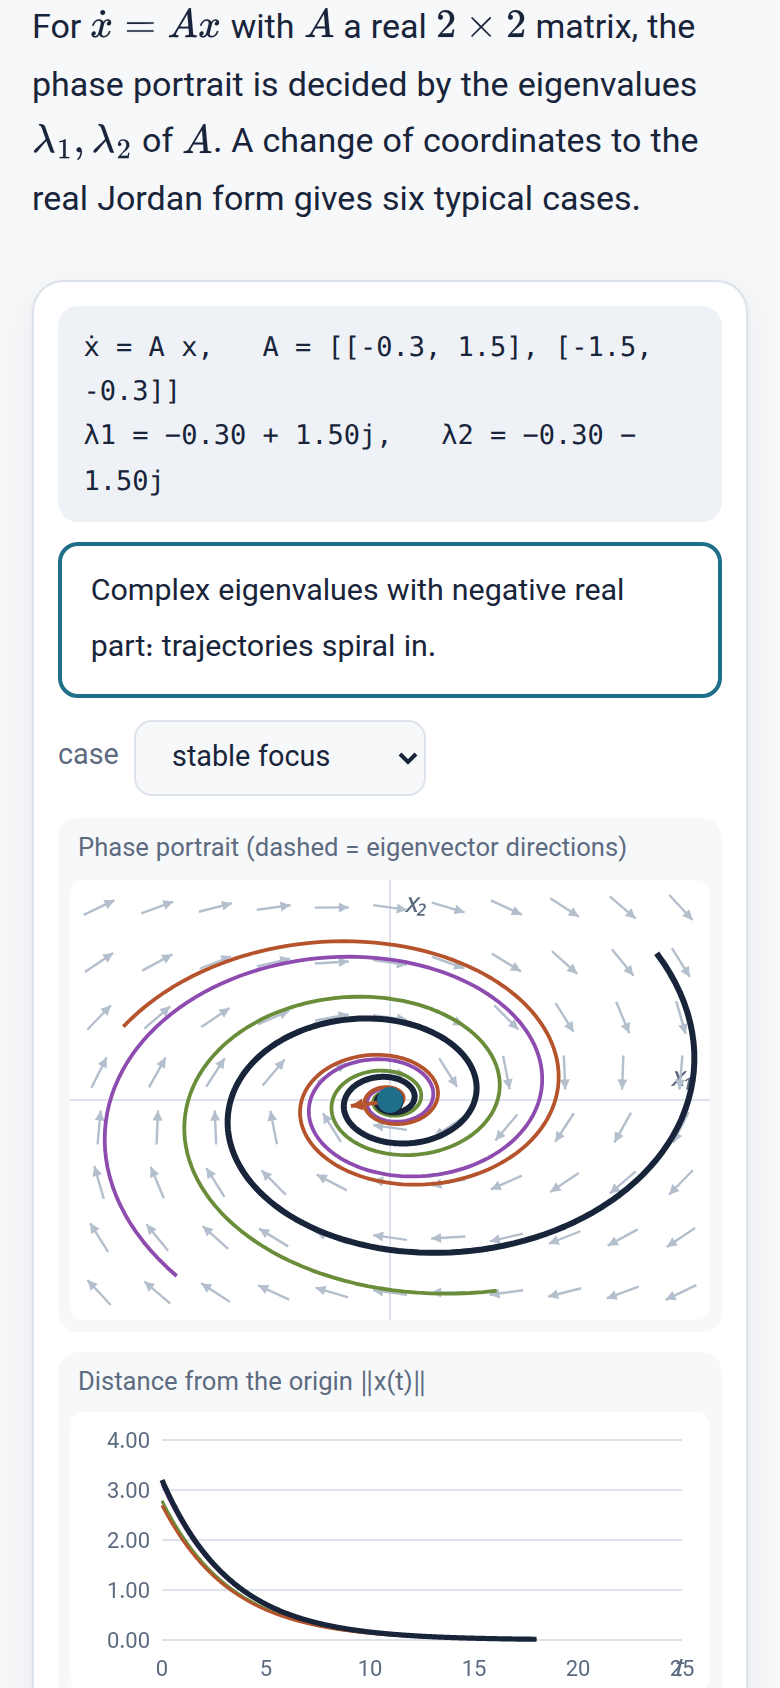 For ẋ = Ax with A a real 2 × 2 matrix, the
phase portrait is decided by the eigenvalues
λ₁, λ₂ of A. A change of coordinates to the
real Jordan form gives six typical cases.
ẋ = A x,   A = [[-0.3, 1.5], [-1.5,
-0.3]]
λ1 = −0.30 + 1.50j,   λ2 = −0.30 −
1.50j
Complex eigenvalues with negative real
part: trajectories spiral in.
case stable focus
Phase portrait (dashed = eigenvector directions)
x₂
x₁
Distance from the origin ||x(t)||
4.00
3.00
2.00
1.00
0.00
0 5 10 15 20 25 t